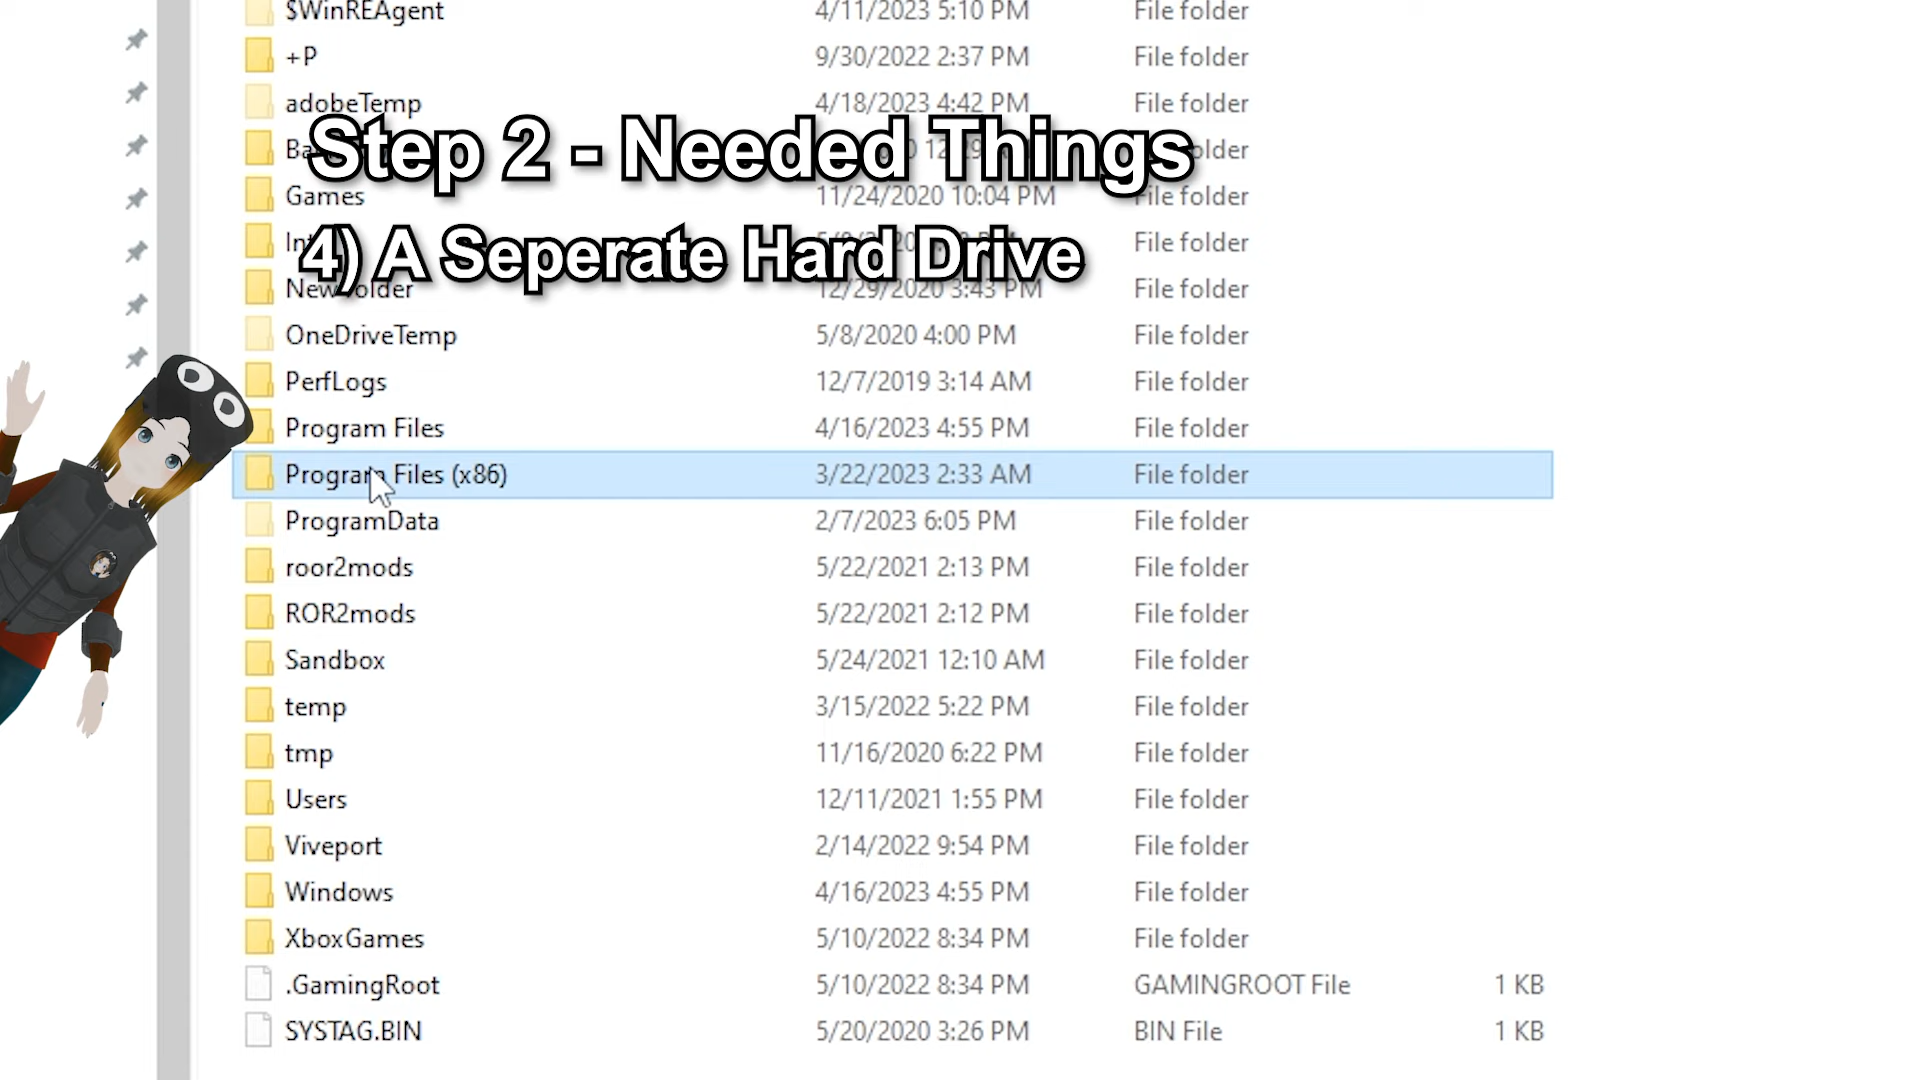 $WinREAgent 4/11/2023 5:10 PM File folder
+P 9/30/2022 2:37 PM File folder
adobeTemp 4/18/2023 4:42 PM File folder
Step 2 - Needed Things
Games 11/24/2020 10:04 PM File folder
4) A Seperate Hard Drive
File folder
New folder 12/29/2020 3:43 PM File folder
OneDriveTemp 5/8/2020 4:00 PM File folder
PerfLogs 12/7/2019 3:14 AM File folder
Program Files 4/16/2023 4:55 PM File folder
Program Files (x86) 3/22/2023 2:33 AM File folder
ProgramData 2/7/2023 6:05 PM File folder
roor2mods 5/22/2021 2:13 PM File folder
ROR2mods 5/22/2021 2:12 PM File folder
Sandbox 5/24/2021 12:10 AM File folder
temp 3/15/2022 5:22 PM File folder
tmp 11/16/2020 6:22 PM File folder
Users 12/11/2021 1:55 PM File folder
Viveport 2/14/2022 9:54 PM File folder
Windows 4/16/2023 4:55 PM File folder
XboxGames 5/10/2022 8:34 PM File folder
.GamingRoot 5/10/2022 8:34 PM GAMINGROOT File 1 KB
SYSTAG.BIN 5/20/2020 3:26 PM BIN File 1 KB